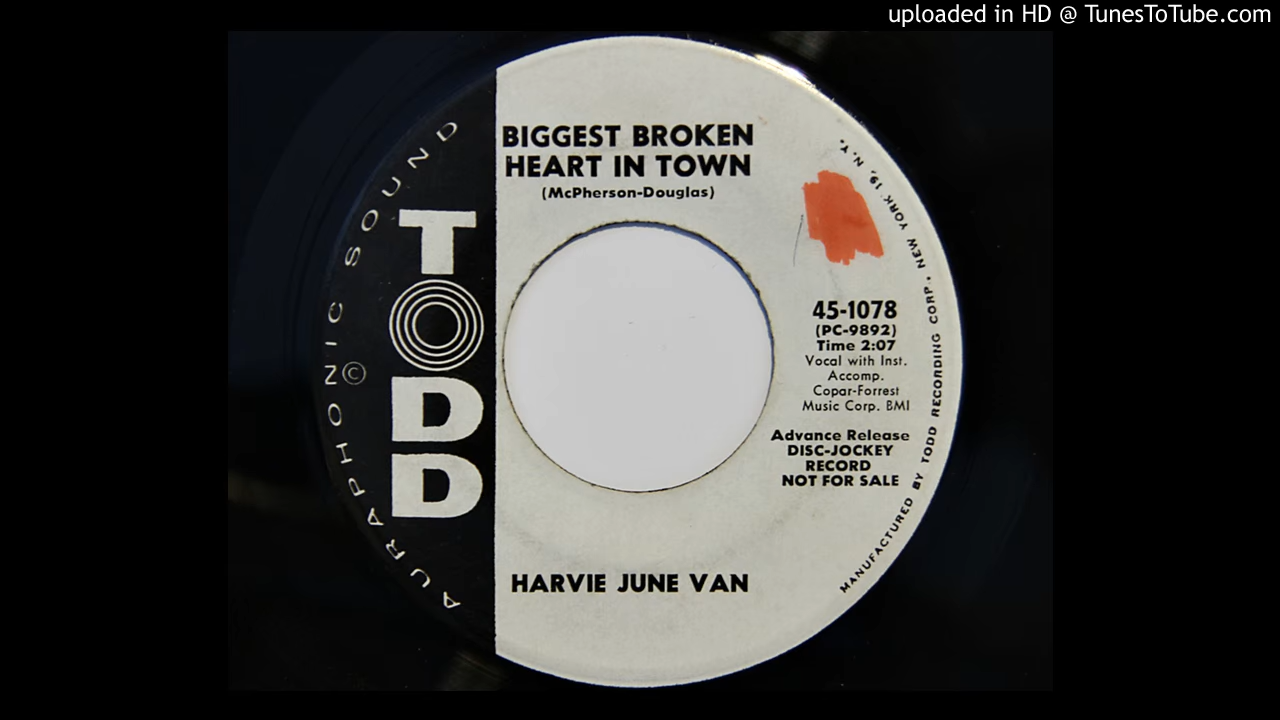 uploaded in HD @ TunesToTube.com
BIGGEST BROKEN
HEART IN TOWN
(McPherson-Douglas)
AURAPHONIC SOUND
TODD
©
45-1078
(PC-9892)
Time 2:07
Vocal with Inst.
Accomp.
Copar-Forrest
Music Corp. BMI
Advance Release
DISC-JOCKEY
RECORD
NOT FOR SALE
HARVIE JUNE VAN
MANUFACTURED BY TODD RECORDING CORP. NEW YORK 19, N.Y.